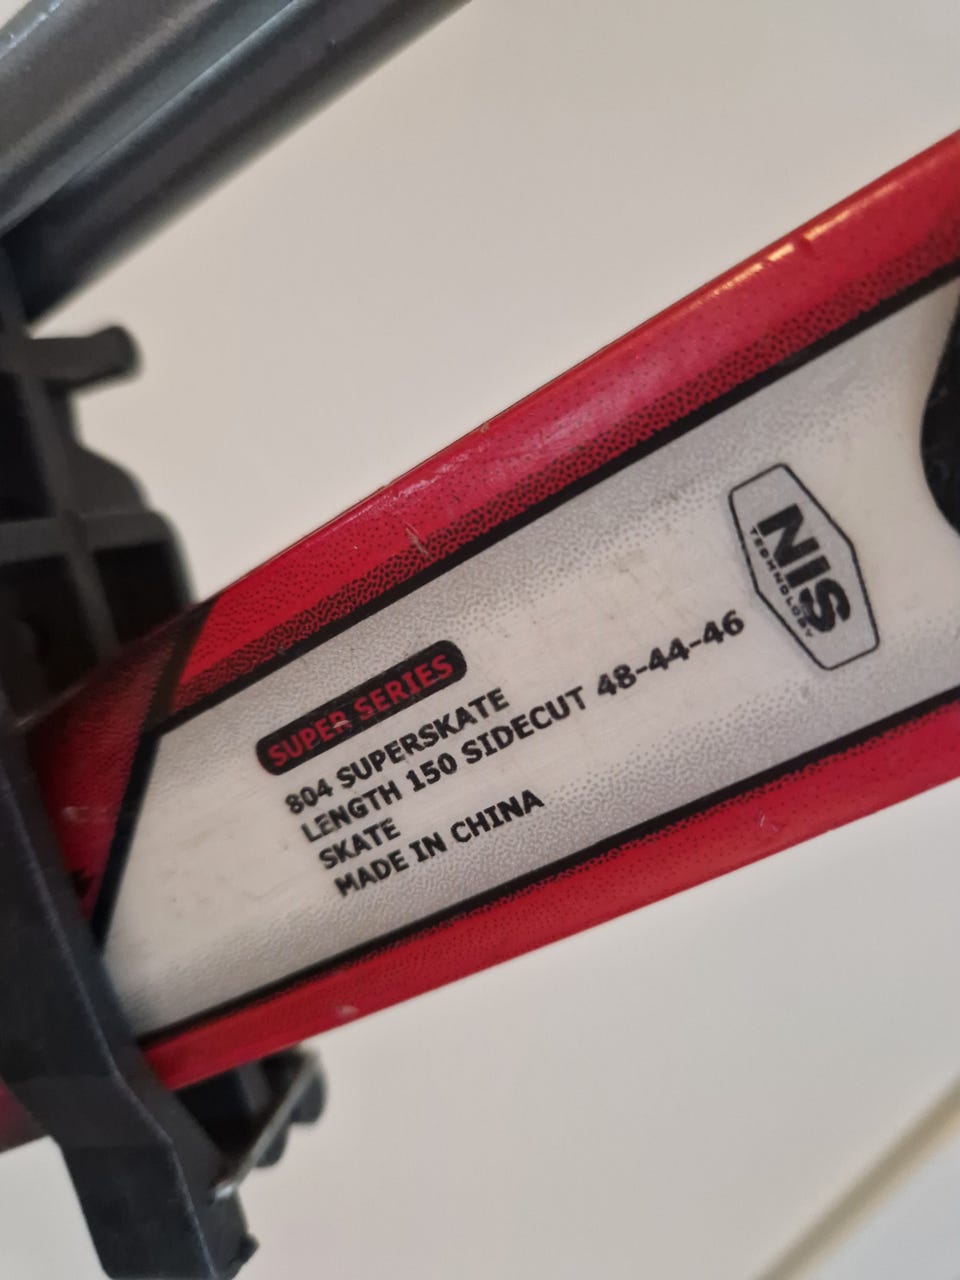 SUPER SERIES
804 SUPERSKATE
LENGTH 150 SIDECUT 48-44-46
SKATE
MADE IN CHINA
NIS
TECHNOLOGY